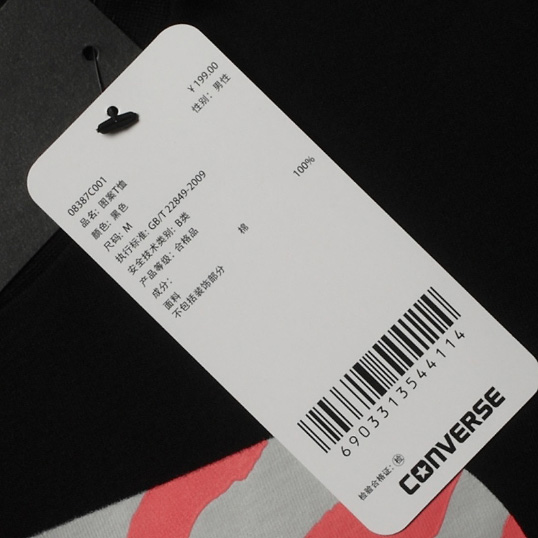 ¥199.00
性别: 男性
08387C001
品名: 图案T恤
颜色: 黑色
尺码: M
执行标准: GB/T 22849-2009
安全技术类别: B类
产品等级: 合格品
成分:
面料 棉 100%
不包括装饰部分
6903313544114
检验合格证: 检
CONVERSE